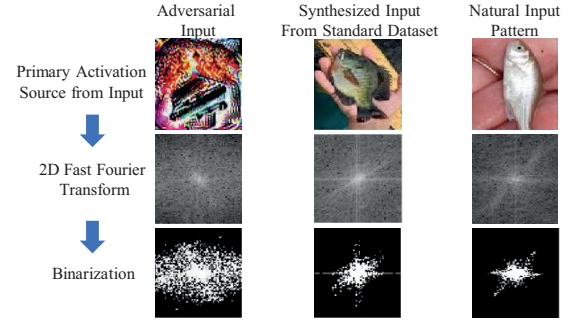 Adversarial
Input
Synthesized Input
From Standard Dataset
Natural Input
Pattern
Primary Activation
Source from Input
2D Fast Fourier
Transform
Binarization